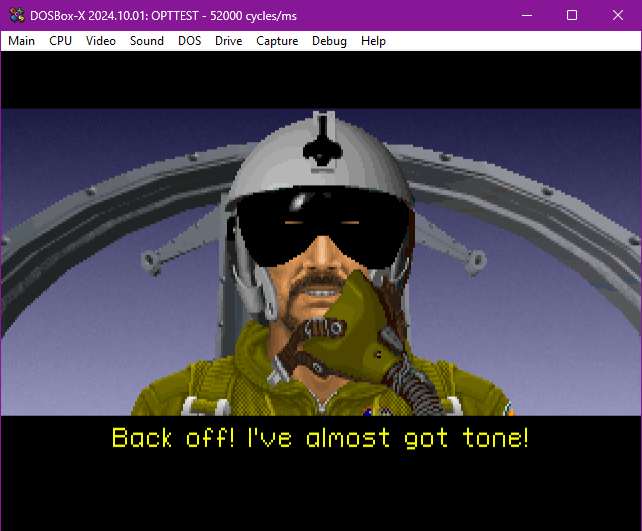 DOSBox-X 2024.10.01: OPTTEST - 52000 cycles/ms
Main CPU Video Sound DOS Drive Capture Debug Help
Back off! I've almost got tone!